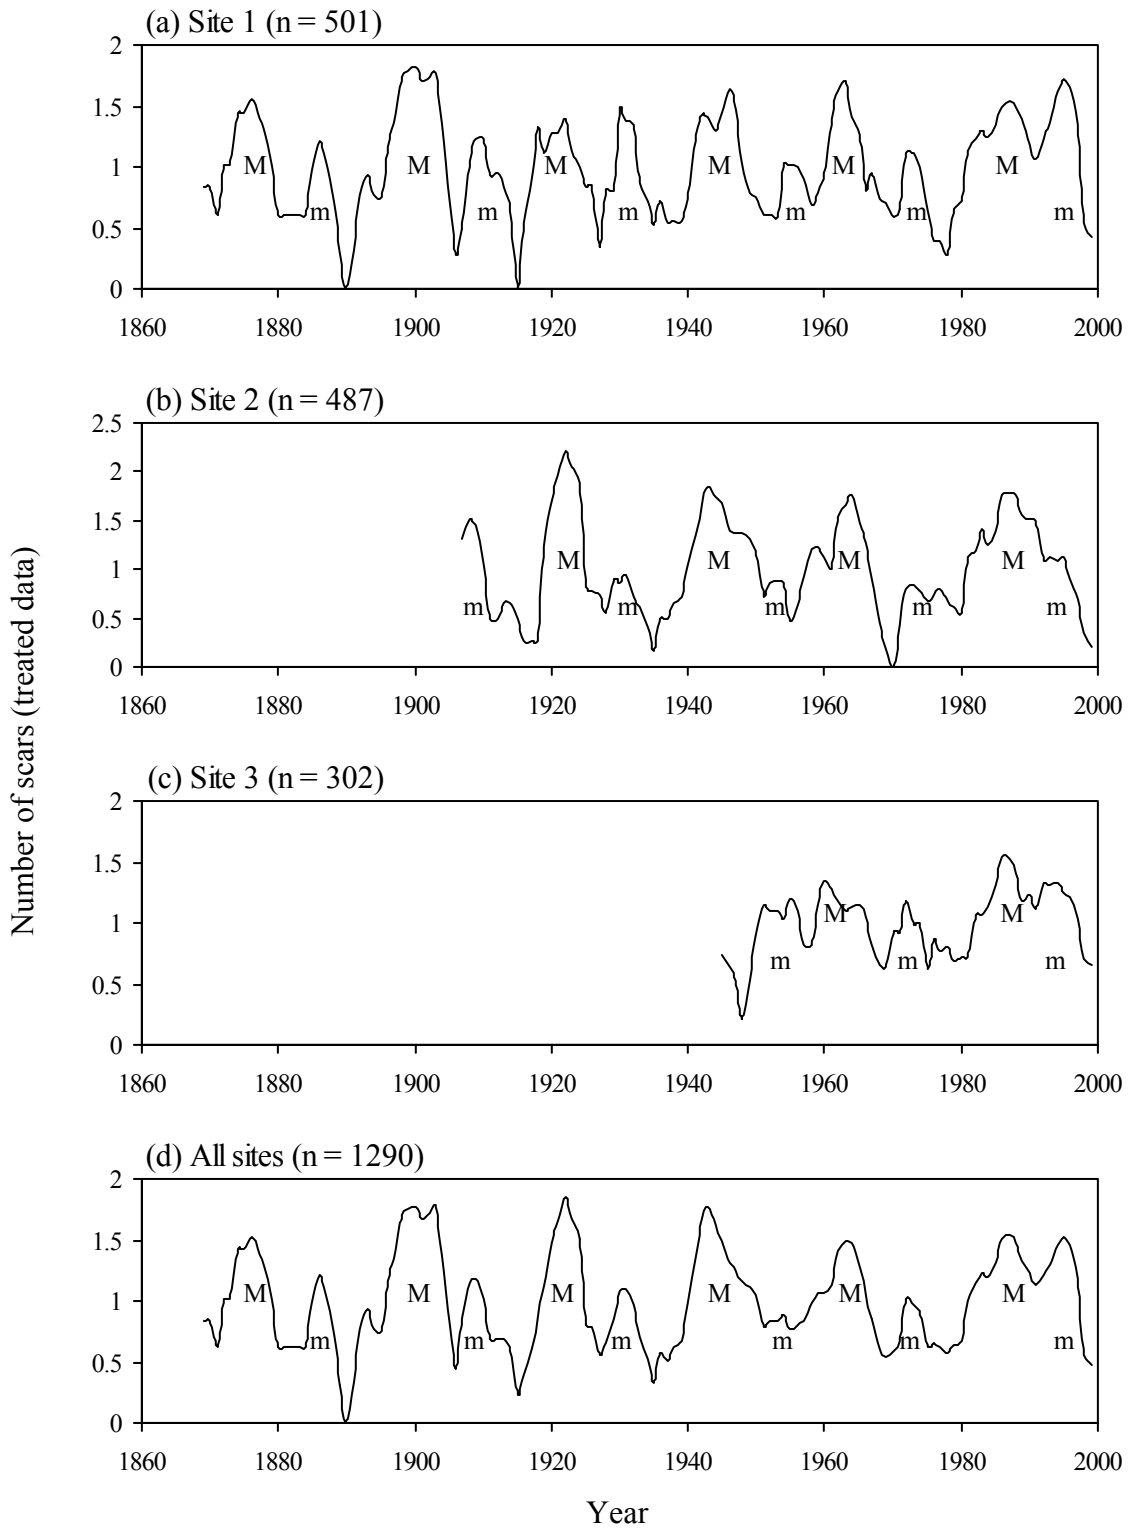 (a) Site 1 (n = 501)
2
1.5
1
0.5
0
M M M M M M
m m m m m m
1860 1880 1900 1920 1940 1960 1980 2000
(b) Site 2 (n = 487)
2.5
2
1.5
1
0.5
0
M M M M
m m m m m
1860 1880 1900 1920 1940 1960 1980 2000
Number of scars (treated data)
(c) Site 3 (n = 302)
2
1.5
1
0.5
0
M M
m m m
1860 1880 1900 1920 1940 1960 1980 2000
(d) All sites (n = 1290)
2
1.5
1
0.5
0
M M M M M M
m m m m m m
1860 1880 1900 1920 1940 1960 1980 2000
Year